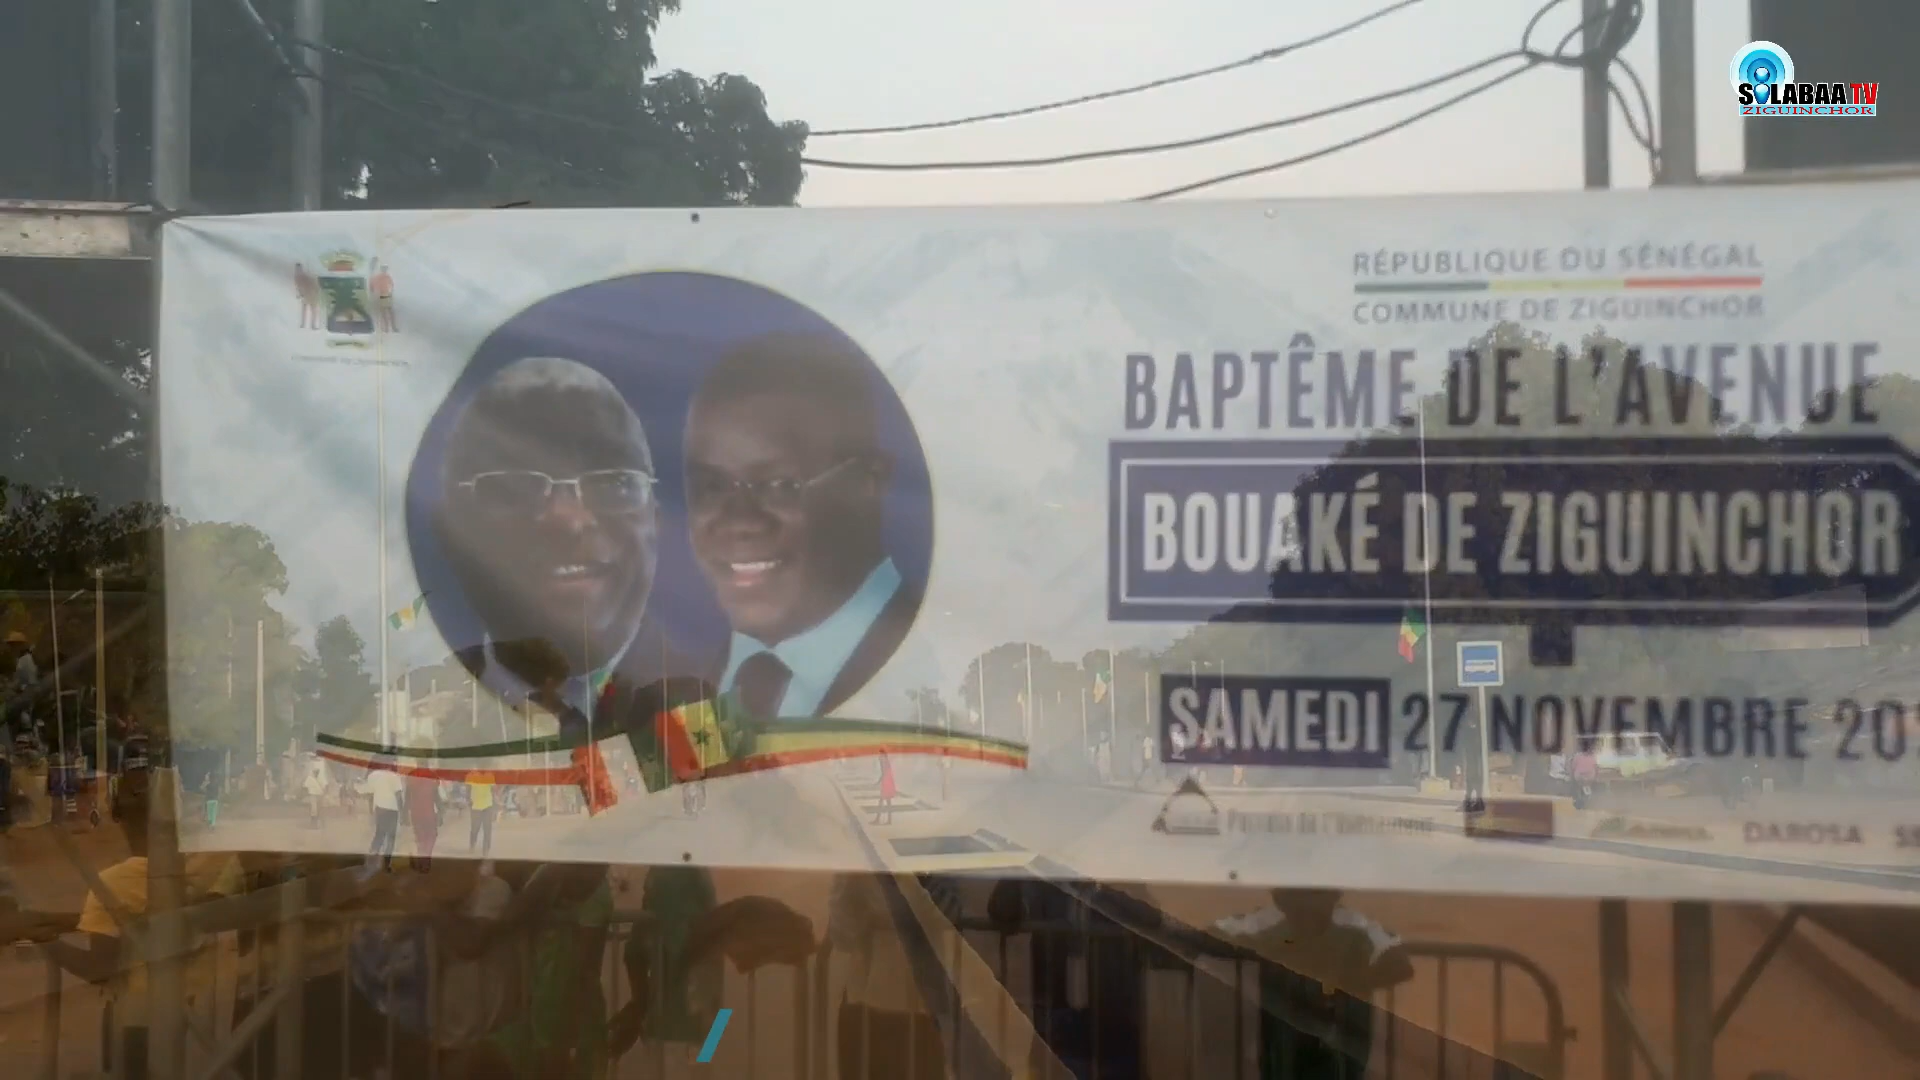 SOLABAA TV
ZIGUINCHOR
RÉPUBLIQUE DU SÉNÉGAL
COMMUNE DE ZIGUINCHOR
BAPTÊME DE L'AVENUE
BOUAKÉ DE ZIGUINCHOR
SAMEDI 27 NOVEMBRE 20
DAROSA